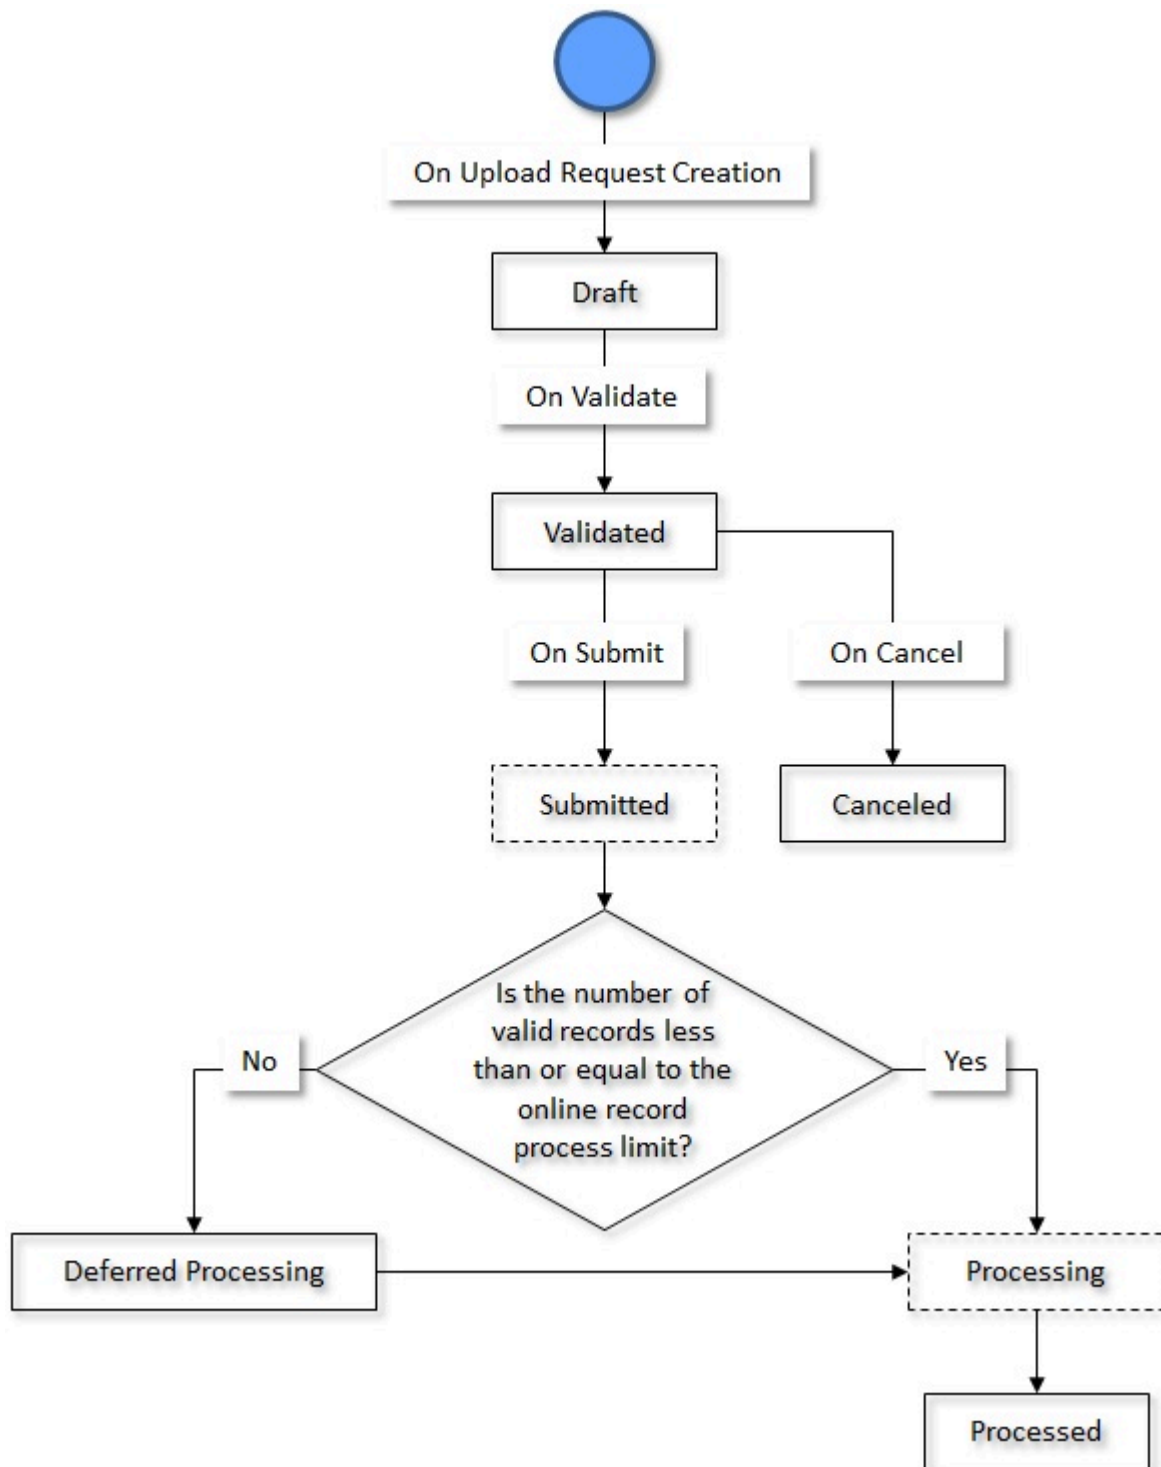 On Upload Request Creation
Draft
On Validate
Validated
On Submit
On Cancel
Submitted
Canceled
Is the number of
valid records less
than or equal to the
online record
process limit?
No
Yes
Deferred Processing
Processing
Processed